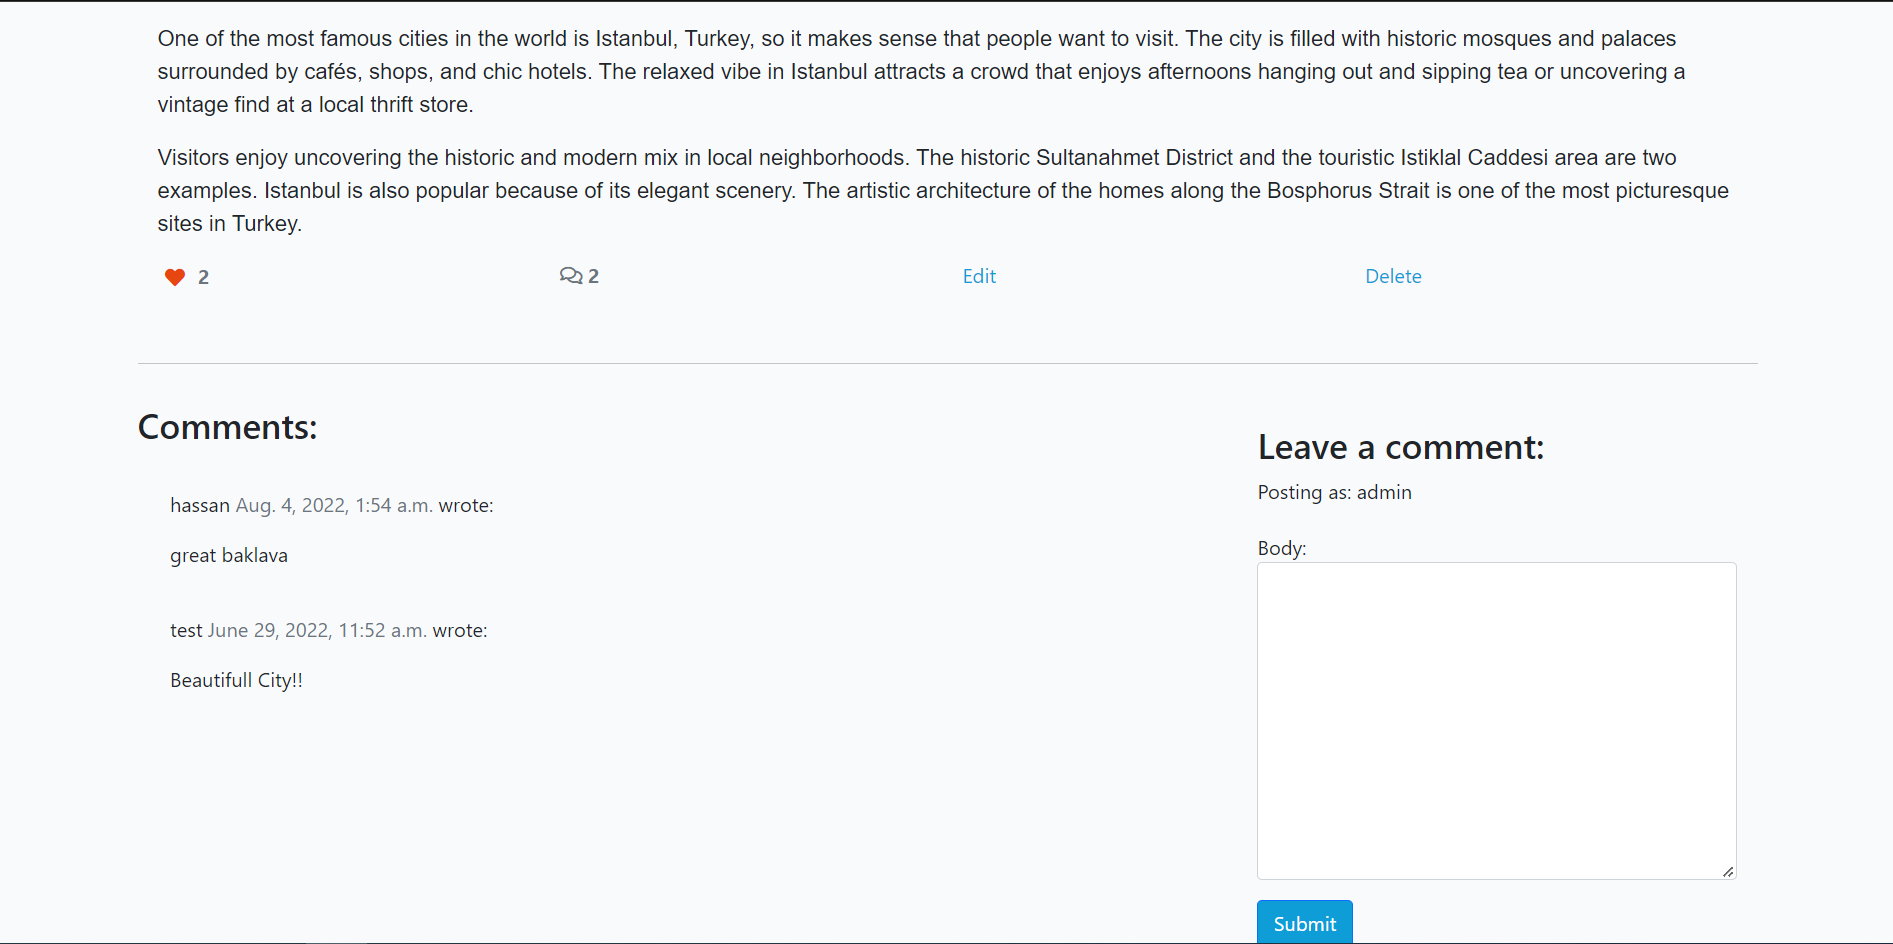 One of the most famous cities in the world is Istanbul, Turkey, so it makes sense that people want to visit. The city is filled with historic mosques and palaces
surrounded by cafés, shops, and chic hotels. The relaxed vibe in Istanbul attracts a crowd that enjoys afternoons hanging out and sipping tea or uncovering a
vintage find at a local thrift store.
Visitors enjoy uncovering the historic and modern mix in local neighborhoods. The historic Sultanahmet District and the touristic Istiklal Caddesi area are two
examples. Istanbul is also popular because of its elegant scenery. The artistic architecture of the homes along the Bosphorus Strait is one of the most picturesque
sites in Turkey.
2 2 Edit Delete
Comments:
hassan Aug. 4, 2022, 1:54 a.m. wrote:
great baklava
test June 29, 2022, 11:52 a.m. wrote:
Beautifull City!!
Leave a comment:
Posting as: admin
Body:
Submit